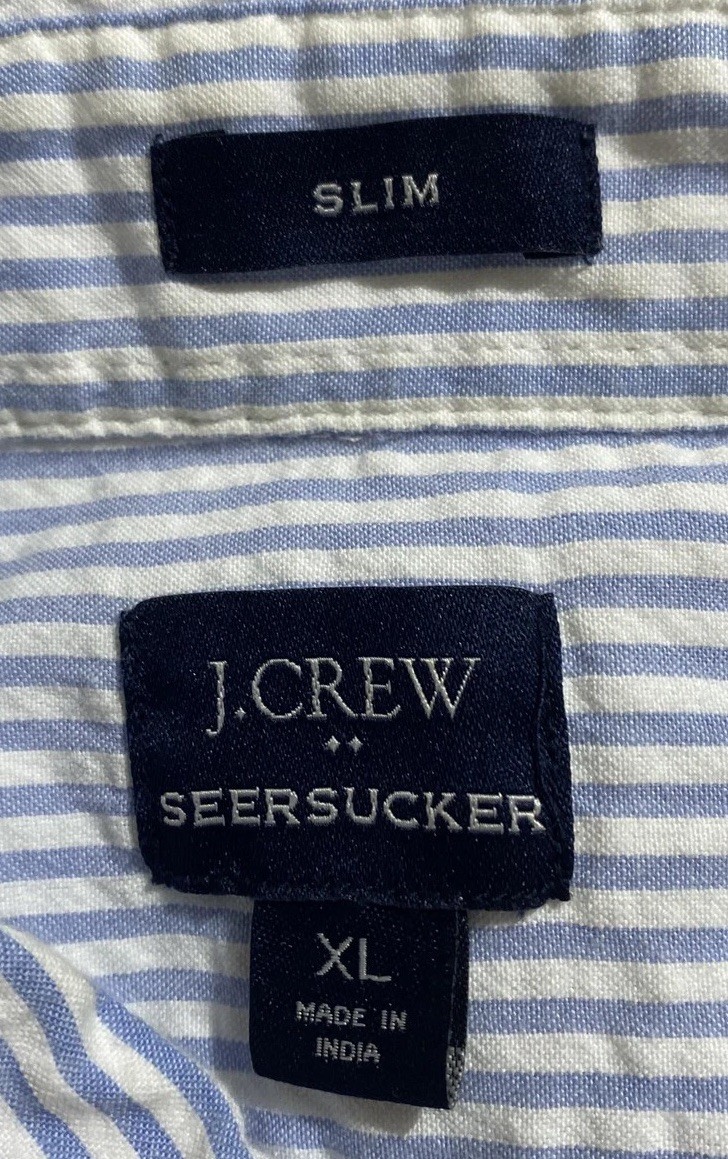 SLIM
J.CREW
SEERSUCKER
XL
MADE IN
INDIA